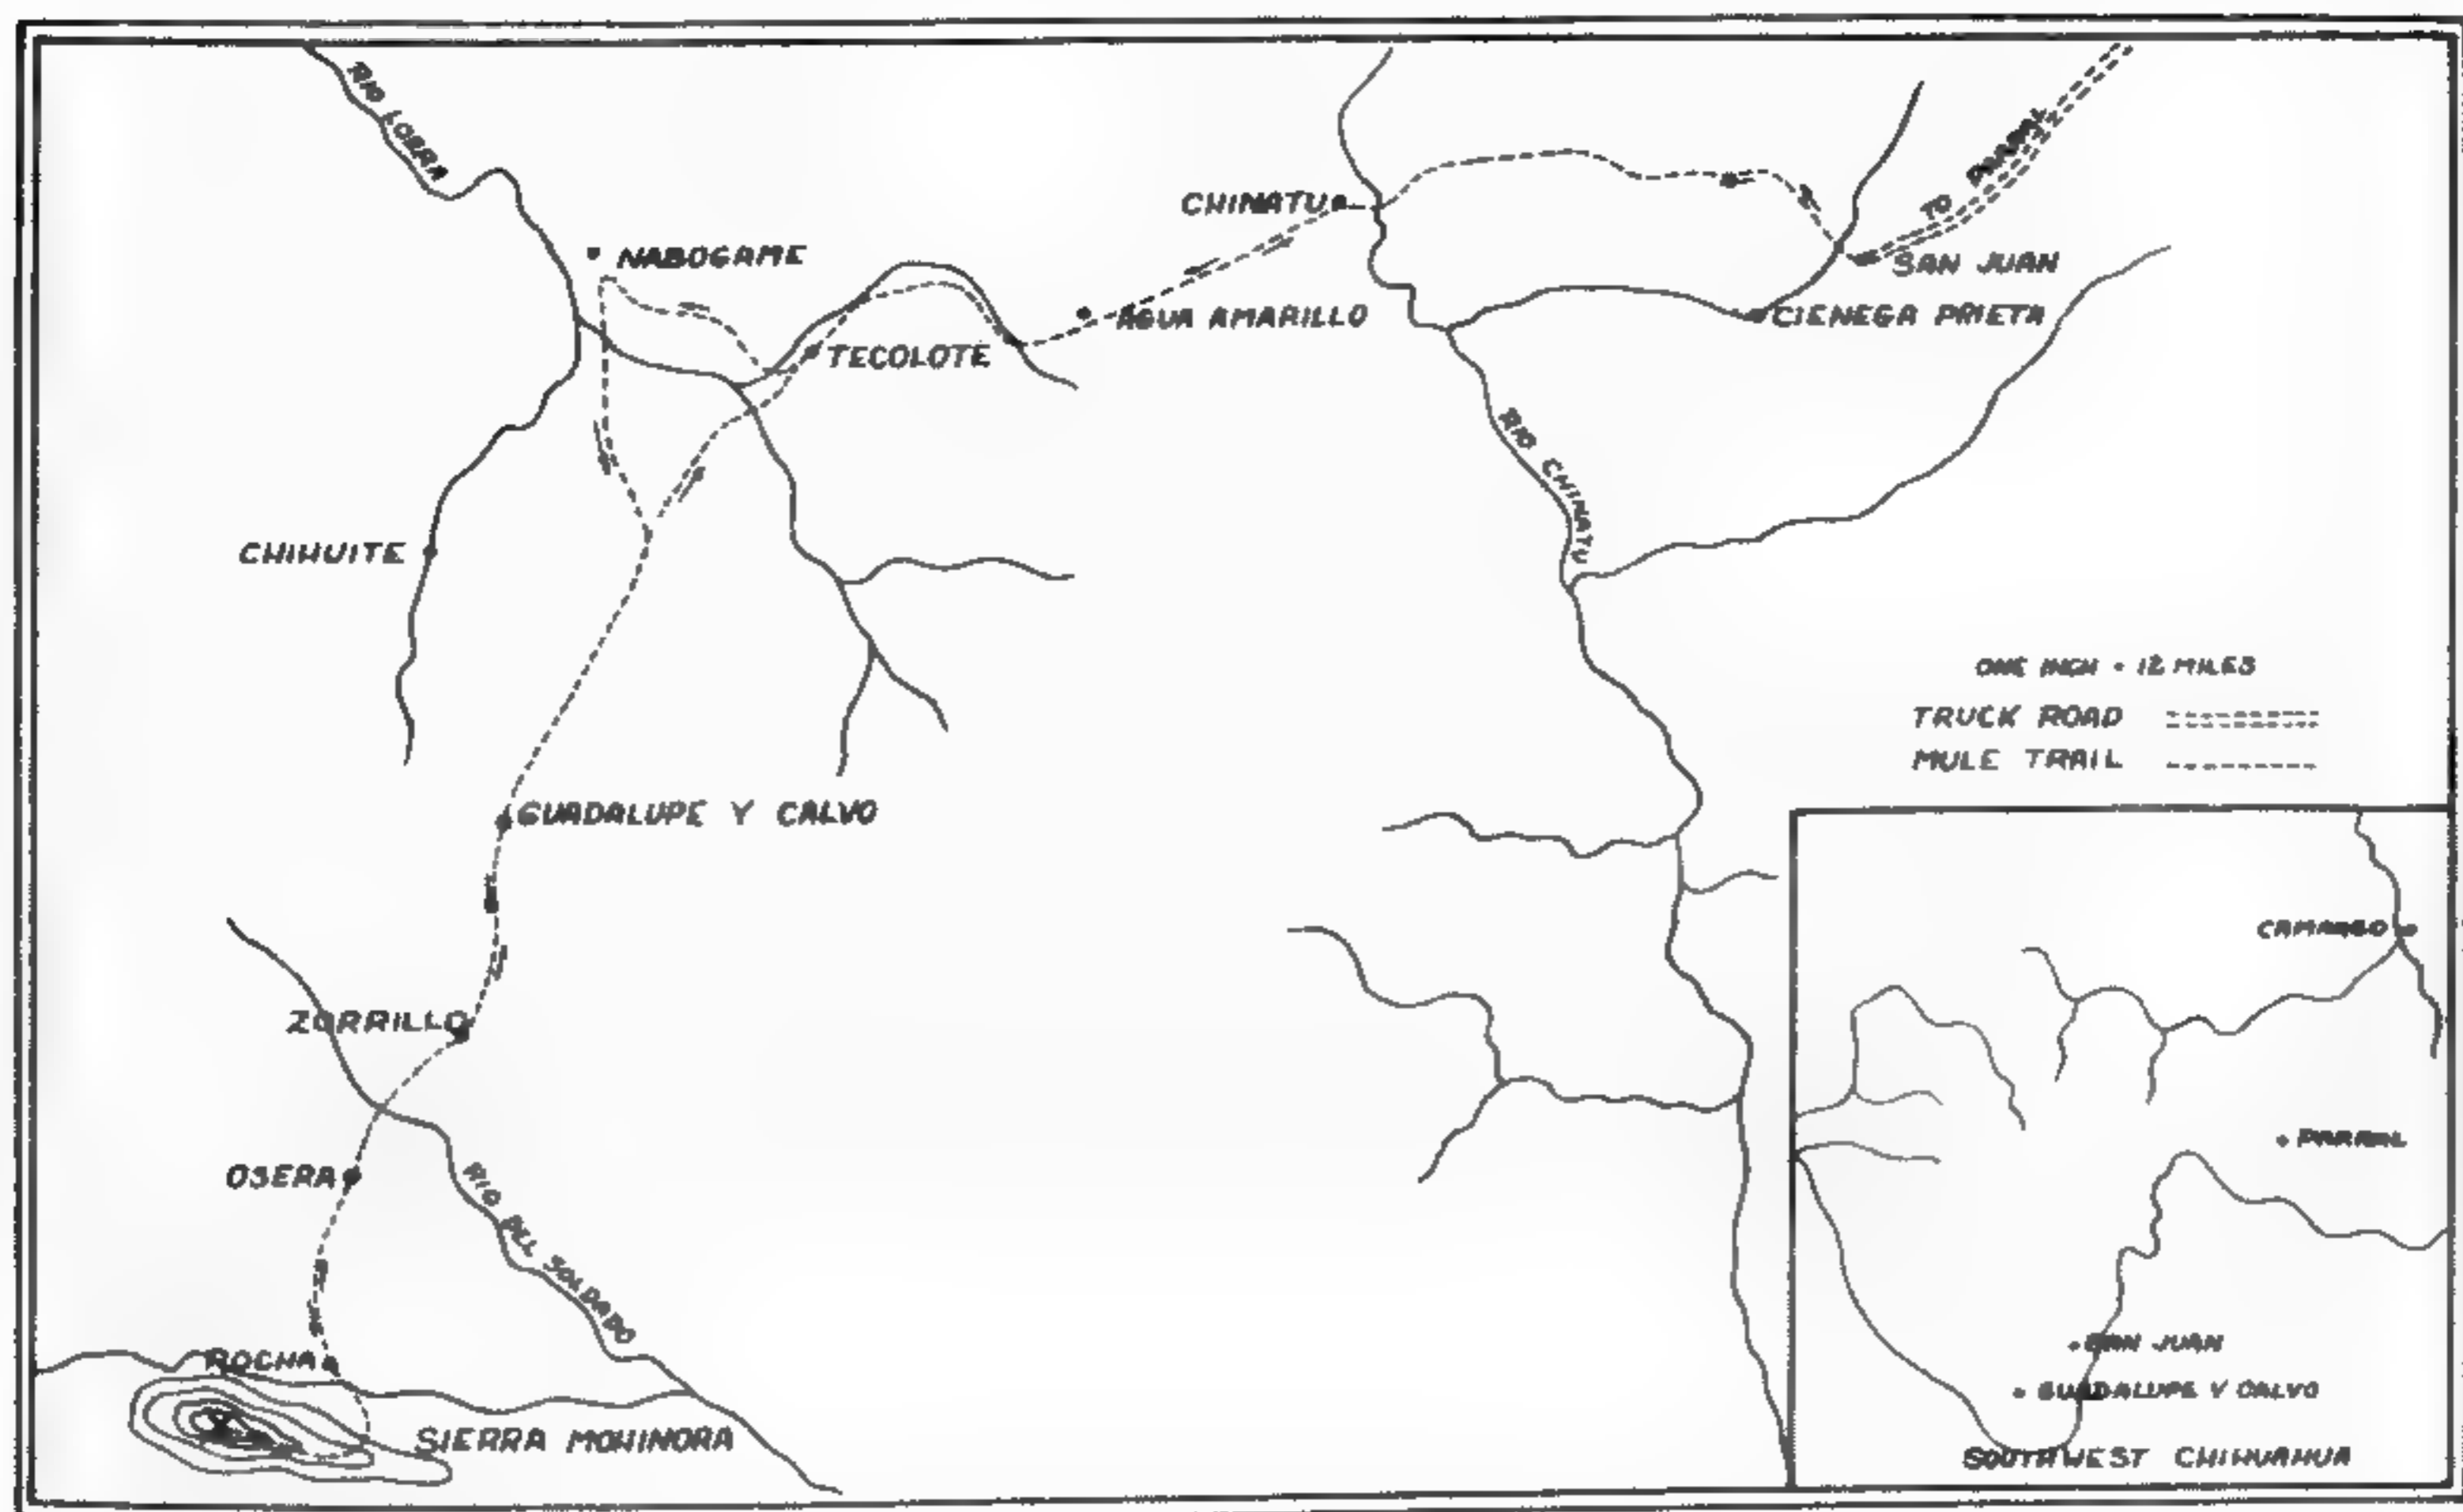 RIO LOBRA
NABOGAME
CHINATU
TO PARRAL
SAN JUAN
AGUA AMARILLO
CIENEGA PRIETA
TECOLOTE
RIO CHINATU
CHIHUITE
ONE INCH = 12 MILES
TRUCK ROAD
MULE TRAIL
GUADALUPE Y CALVO
ZORRILLO
OSERA
RIO DEL SOLDADO
ROCHA
SIERRA MOHINORA
CAMARGO
PARRAL
SAN JUAN
GUADALUPE Y CALVO
SOUTHWEST CHIHUAHUA